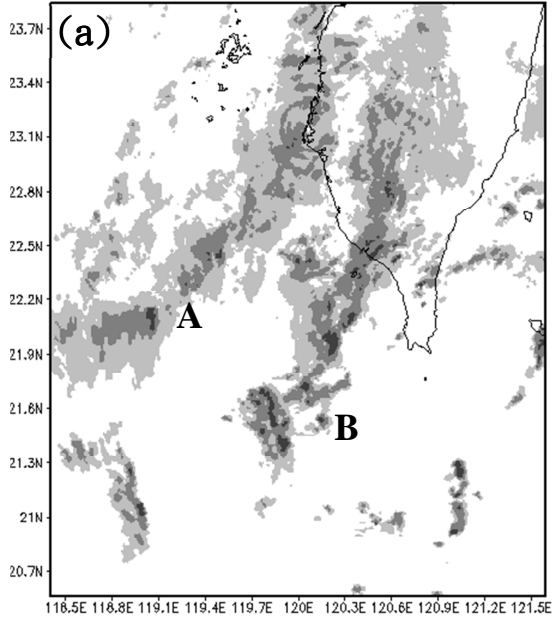 (a)
23.7N
23.4N
23.1N
22.8N
22.5N
22.2N
A
21.9N
21.6N
B
21.3N
21N
20.7N
118.5E 118.8E 119.1E 119.4E 119.7E 120E 120.3E 120.6E 120.9E 121.2E 121.5E